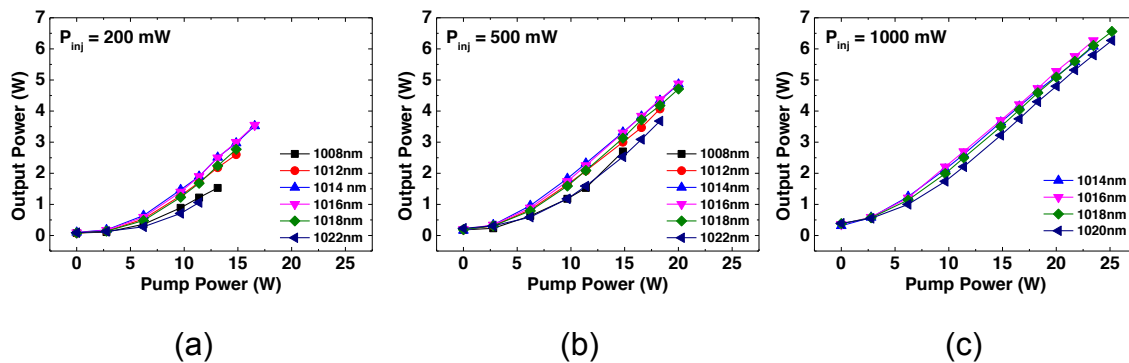 P_inj = 200 mW
7
6
5
4
3
2
1
0
Output Power (W)
1008nm
1012nm
1014 nm
1016nm
1018nm
1022nm
0 5 10 15 20 25
Pump Power (W)
(a)
P_inj = 500 mW
7
6
5
4
3
2
1
0
Output Power (W)
1008nm
1012nm
1014nm
1016nm
1018nm
1022nm
0 5 10 15 20 25
Pump Power (W)
(b)
P_inj = 1000 mW
7
6
5
4
3
2
1
0
Output Power (W)
1014nm
1016nm
1018nm
1020nm
0 5 10 15 20 25
Pump Power (W)
(c)